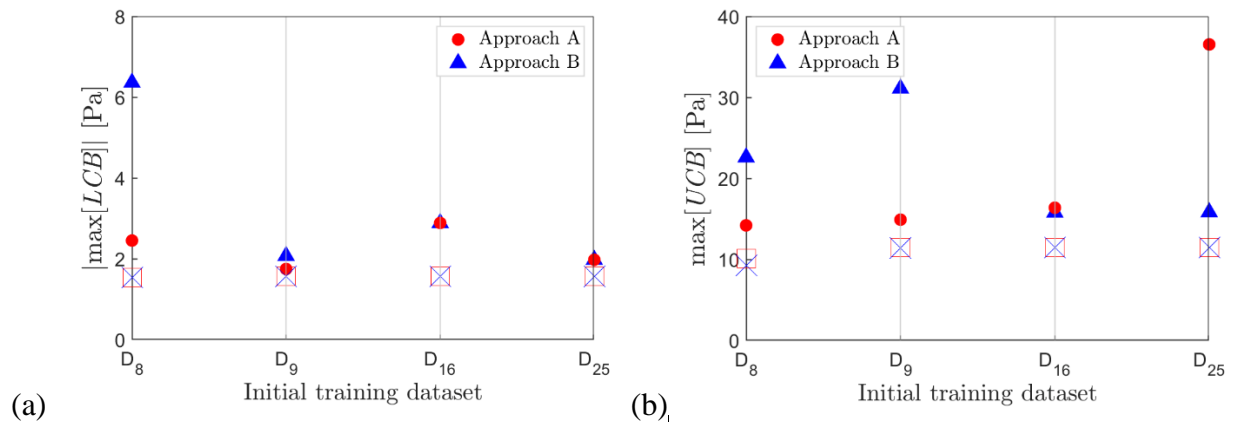 8
6
4
2
0
|max[LCB]| [Pa]
Approach A
Approach B
D8
D9
D16
D25
Initial training dataset
(a)
40
30
20
10
0
max[UCB] [Pa]
Approach A
Approach B
D8
D9
D16
D25
Initial training dataset
(b)